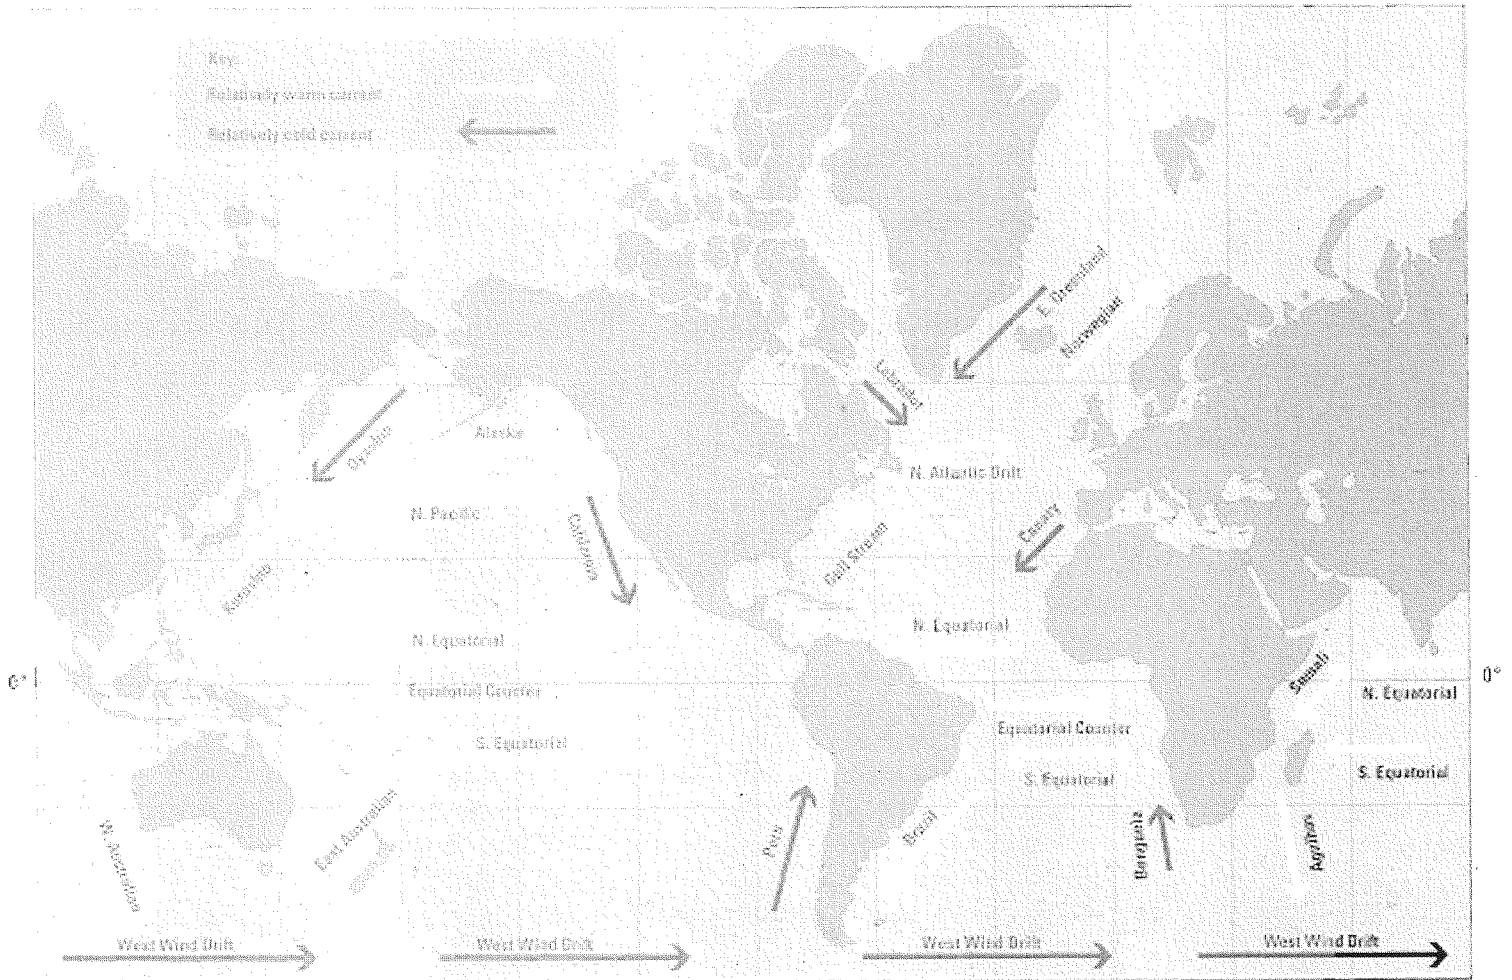 Key:
Relatively warm current
Relatively cold current
E. Greenland
Norwegian
Labrador
Oyashio
Alaska
N. Atlantic Drift
N. Pacific
California
Canary
Gulf Stream
Kuroshio
N. Equatorial
N. Equatorial
Somali
0°
0°
Equatorial Counter
N. Equatorial
Equatorial Counter
S. Equatorial
S. Equatorial
S. Equatorial
East Australian
W. Australian
Peru
Brazil
Benguela
Agulhas
West Wind Drift
West Wind Drift
West Wind Drift
West Wind Drift